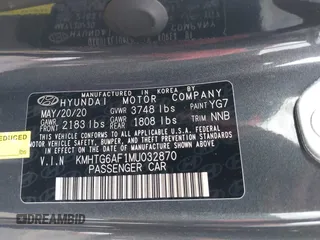 MANUFACTURED IN KOREA BY
HYUNDAI MOTOR COMPANY
MAY/20/20 GVWR 3748 lbs PAINT YG7
GAWR FRONT 2183 lbs GAWR REAR 1808 lbs TRIM NNB
THIS VEHICLE CONFORMS TO ALL APPLICABLE
FEDERAL MOTOR VEHICLE SAFETY, BUMPER, AND THEFT
PREVENTION STANDARDS IN EFFECT ON THE DATE OF
MANUFACTURE SHOWN ABOVE.
V.I.N KMHTG6AF1MU032870
PASSENGER CAR
REDUCED
lbs
DREAMBID